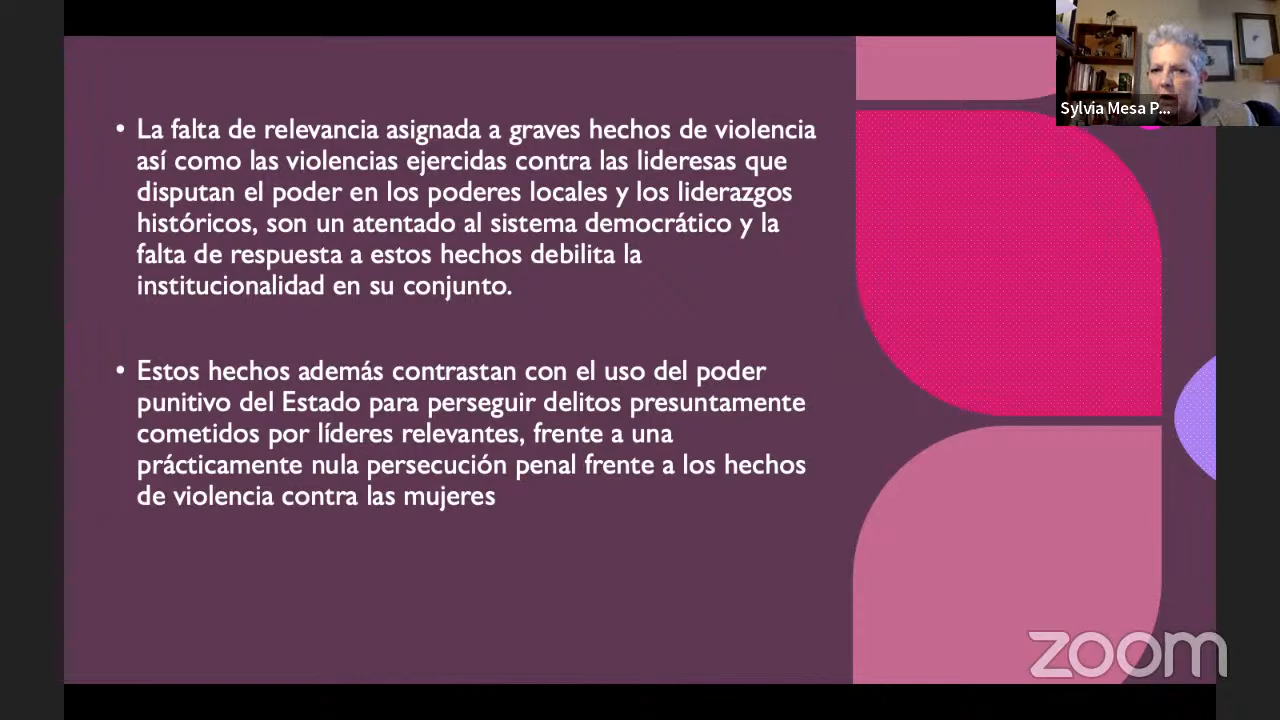 Sylvia Mesa P...
• La falta de relevancia asignada a graves hechos de violencia
así como las violencias ejercidas contra las lideresas que
disputan el poder en los poderes locales y los liderazgos
históricos, son un atentado al sistema democrático y la
falta de respuesta a estos hechos debilita la
institucionalidad en su conjunto.
• Estos hechos además contrastan con el uso del poder
punitivo del Estado para perseguir delitos presuntamente
cometidos por líderes relevantes, frente a una
prácticamente nula persecución penal frente a los hechos
de violencia contra las mujeres
zoom